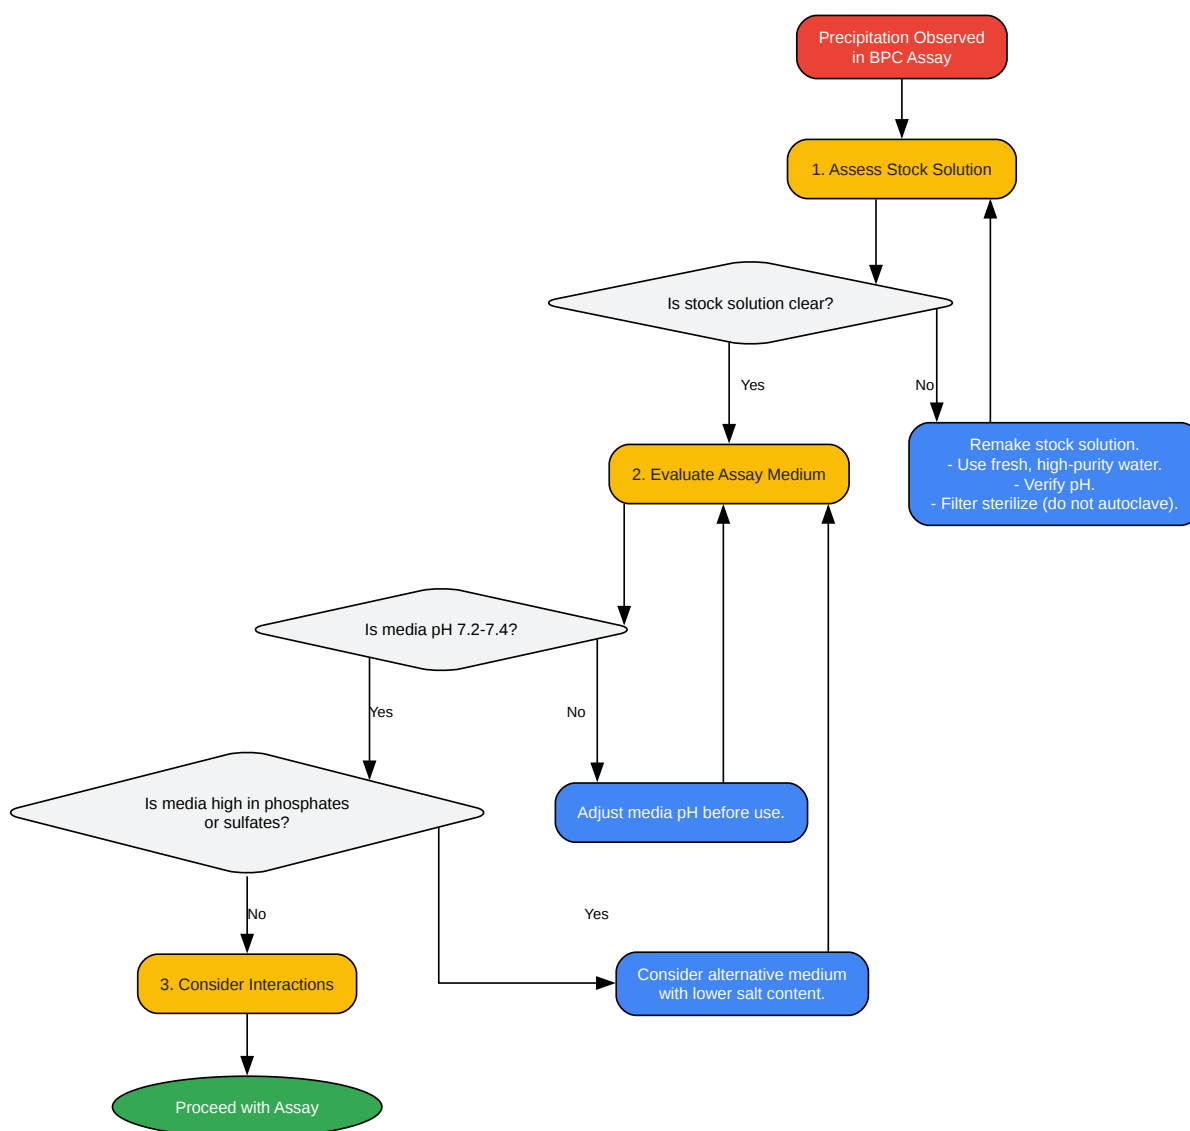 Precipitation Observed
in BPC Assay
1. Assess Stock Solution
Is stock solution clear?
Yes
No
Remake stock solution.
- Use fresh, high-purity water.
- Verify pH.
- Filter sterilize (do not autoclave).
2. Evaluate Assay Medium
Is media pH 7.2-7.4?
Yes
No
Is media high in phosphates
or sulfates?
Adjust media pH before use.
No
Yes
3. Consider Interactions
Consider alternative medium
with lower salt content.
Proceed with Assay